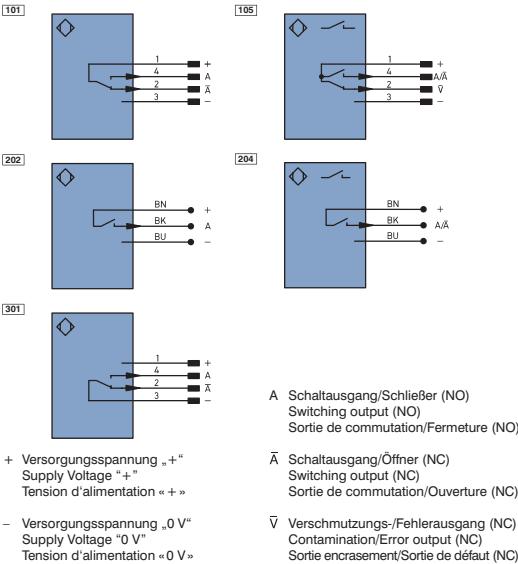 101
1 +
4 A
2 A̅
3 −
105
1 +
4 A/A̅
2 V̅
3 −
202
BN +
BK A
BU −
204
BN +
BK A/A̅
BU −
301
1 +
4 A
2 A̅
3 −
+ Versorgungsspannung „+“
Supply Voltage “+”
Tension d‘alimentation «+»
− Versorgungsspannung „0 V“
Supply Voltage “0 V”
Tension d‘alimentation «0 V»
A Schaltausgang/Schließer (NO)
Switching output (NO)
Sortie de commutation/Fermeture (NO)
A̅ Schaltausgang/Öffner (NC)
Switching output (NC)
Sortie de commutation/Ouverture (NC)
V̅ Verschmutzungs-/Fehlerausgang (NC)
Contamination/Error output (NC)
Sortie encrasement/Sortie de défaut (NC)